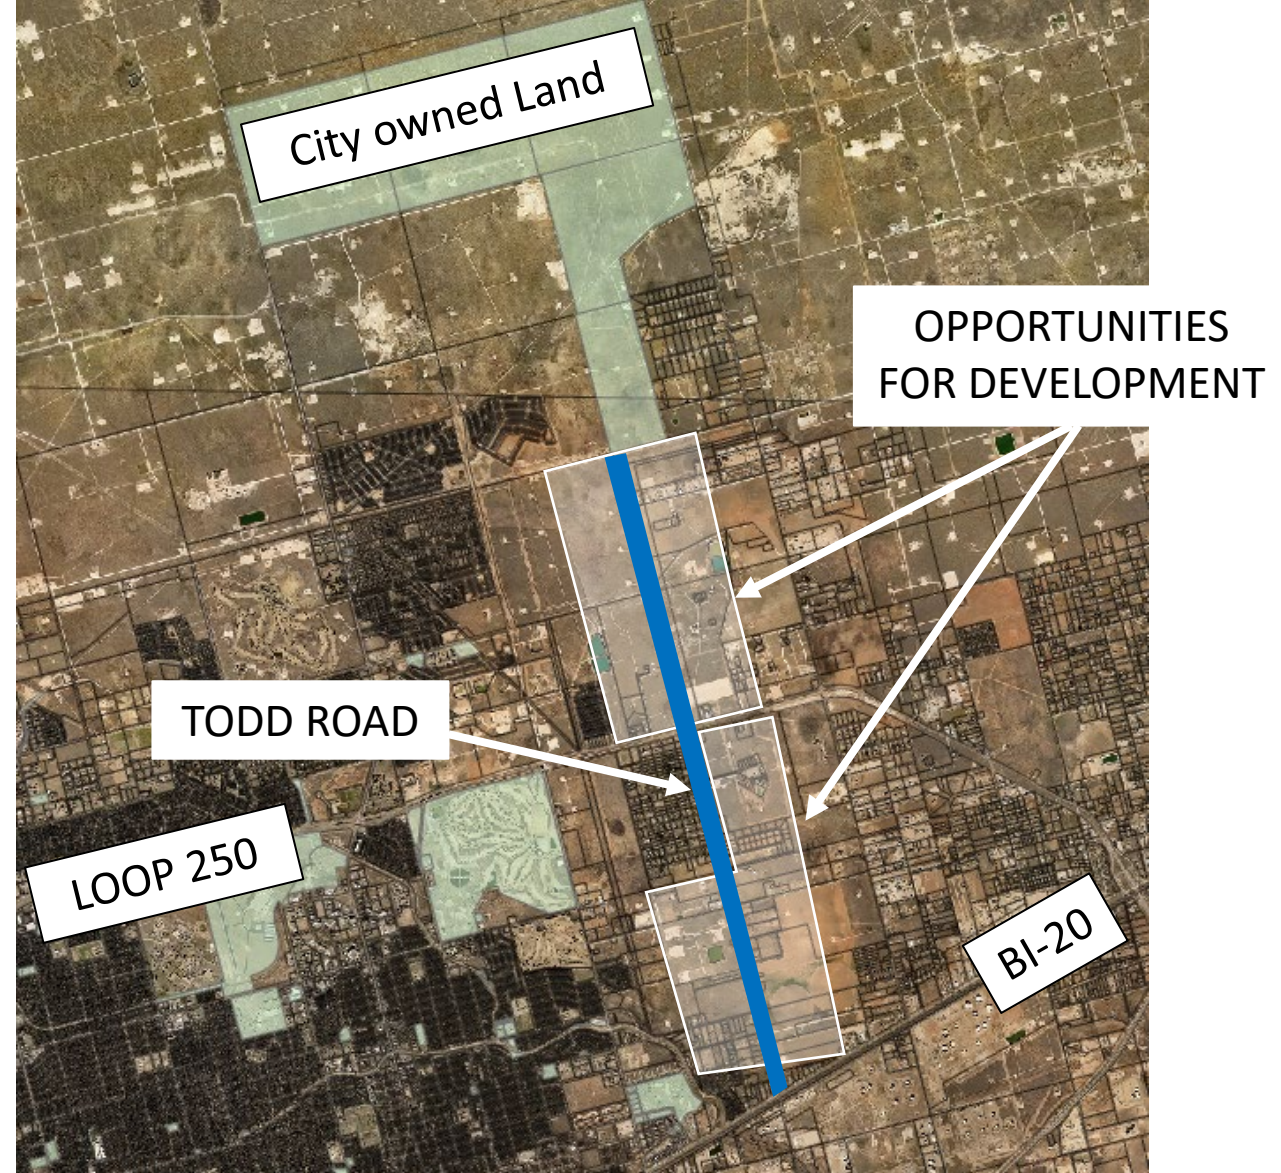 City owned Land
OPPORTUNITIES
FOR DEVELOPMENT
TODD ROAD
LOOP 250
BI-20